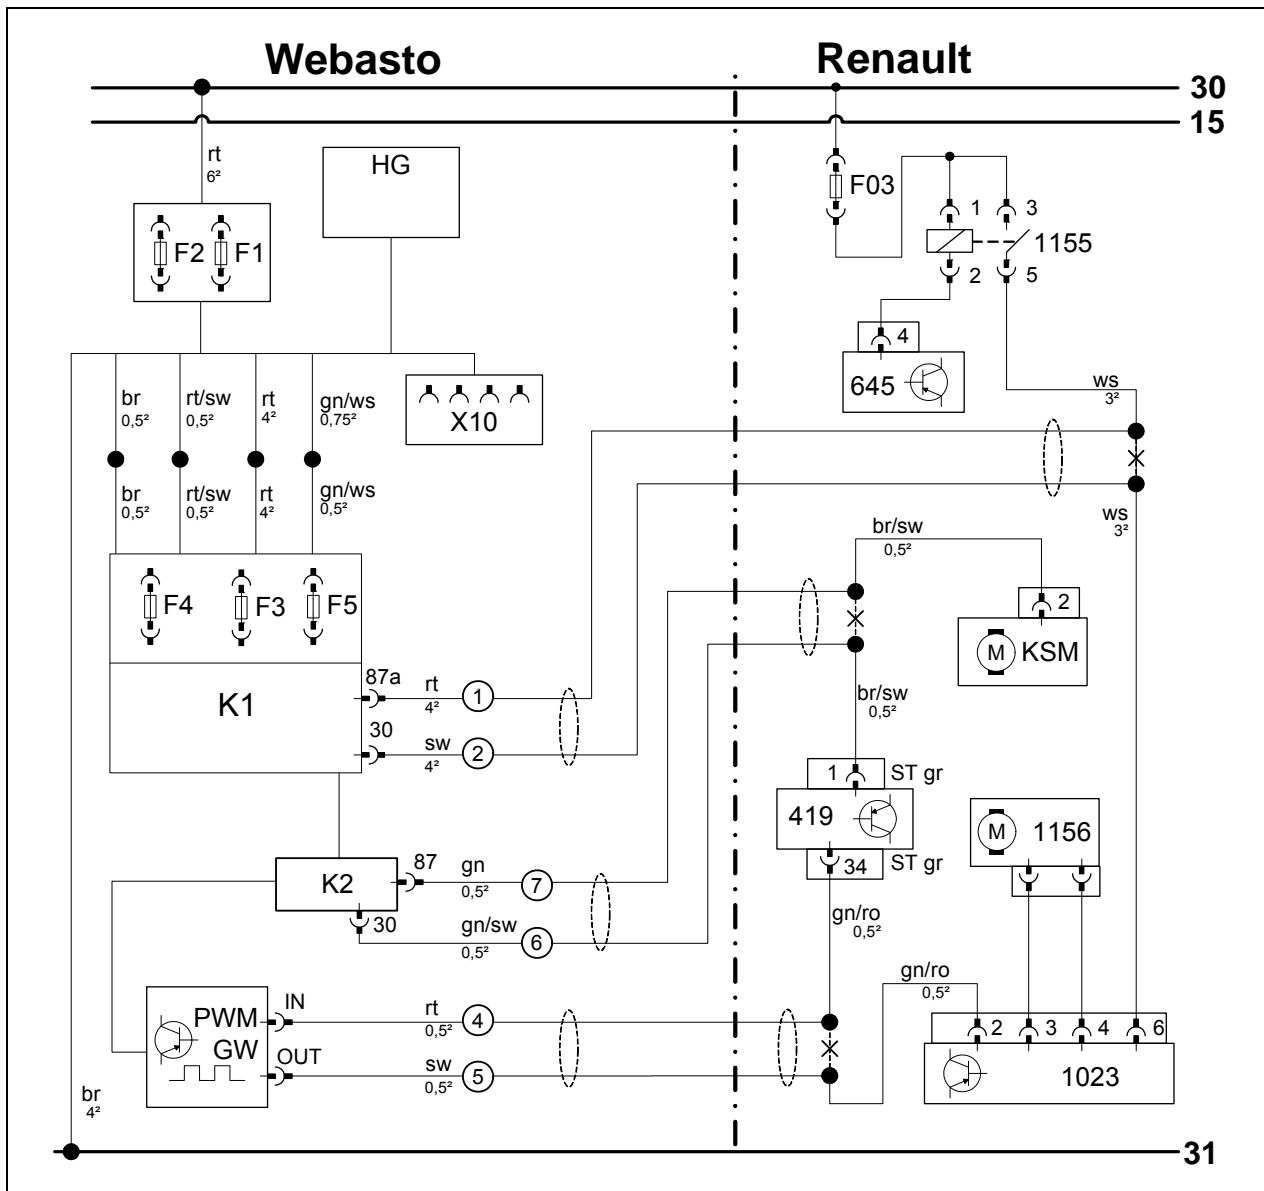 Webasto
Renault
30
15
rt
6²
HG
F2
F1
F03
1
3
1155
2
5
4
645
ws
3²
br
0,5²
rt/sw
0,5²
rt
4²
gn/ws
0,75²
X10
br
0,5²
rt/sw
0,5²
rt
4²
gn/ws
0,5²
ws
3²
br/sw
0,5²
F4
F3
F5
2
M
KSM
K1
87a
rt
4²
1
30
sw
4²
2
br/sw
0,5²
1
ST gr
419
M
1156
34
ST gr
K2
87
gn
0,5²
7
30
gn/sw
0,5²
6
gn/ro
0,5²
gn/ro
0,5²
PWM
GW
IN
rt
0,5²
4
OUT
sw
0,5²
5
2
3
4
6
1023
br
4²
31